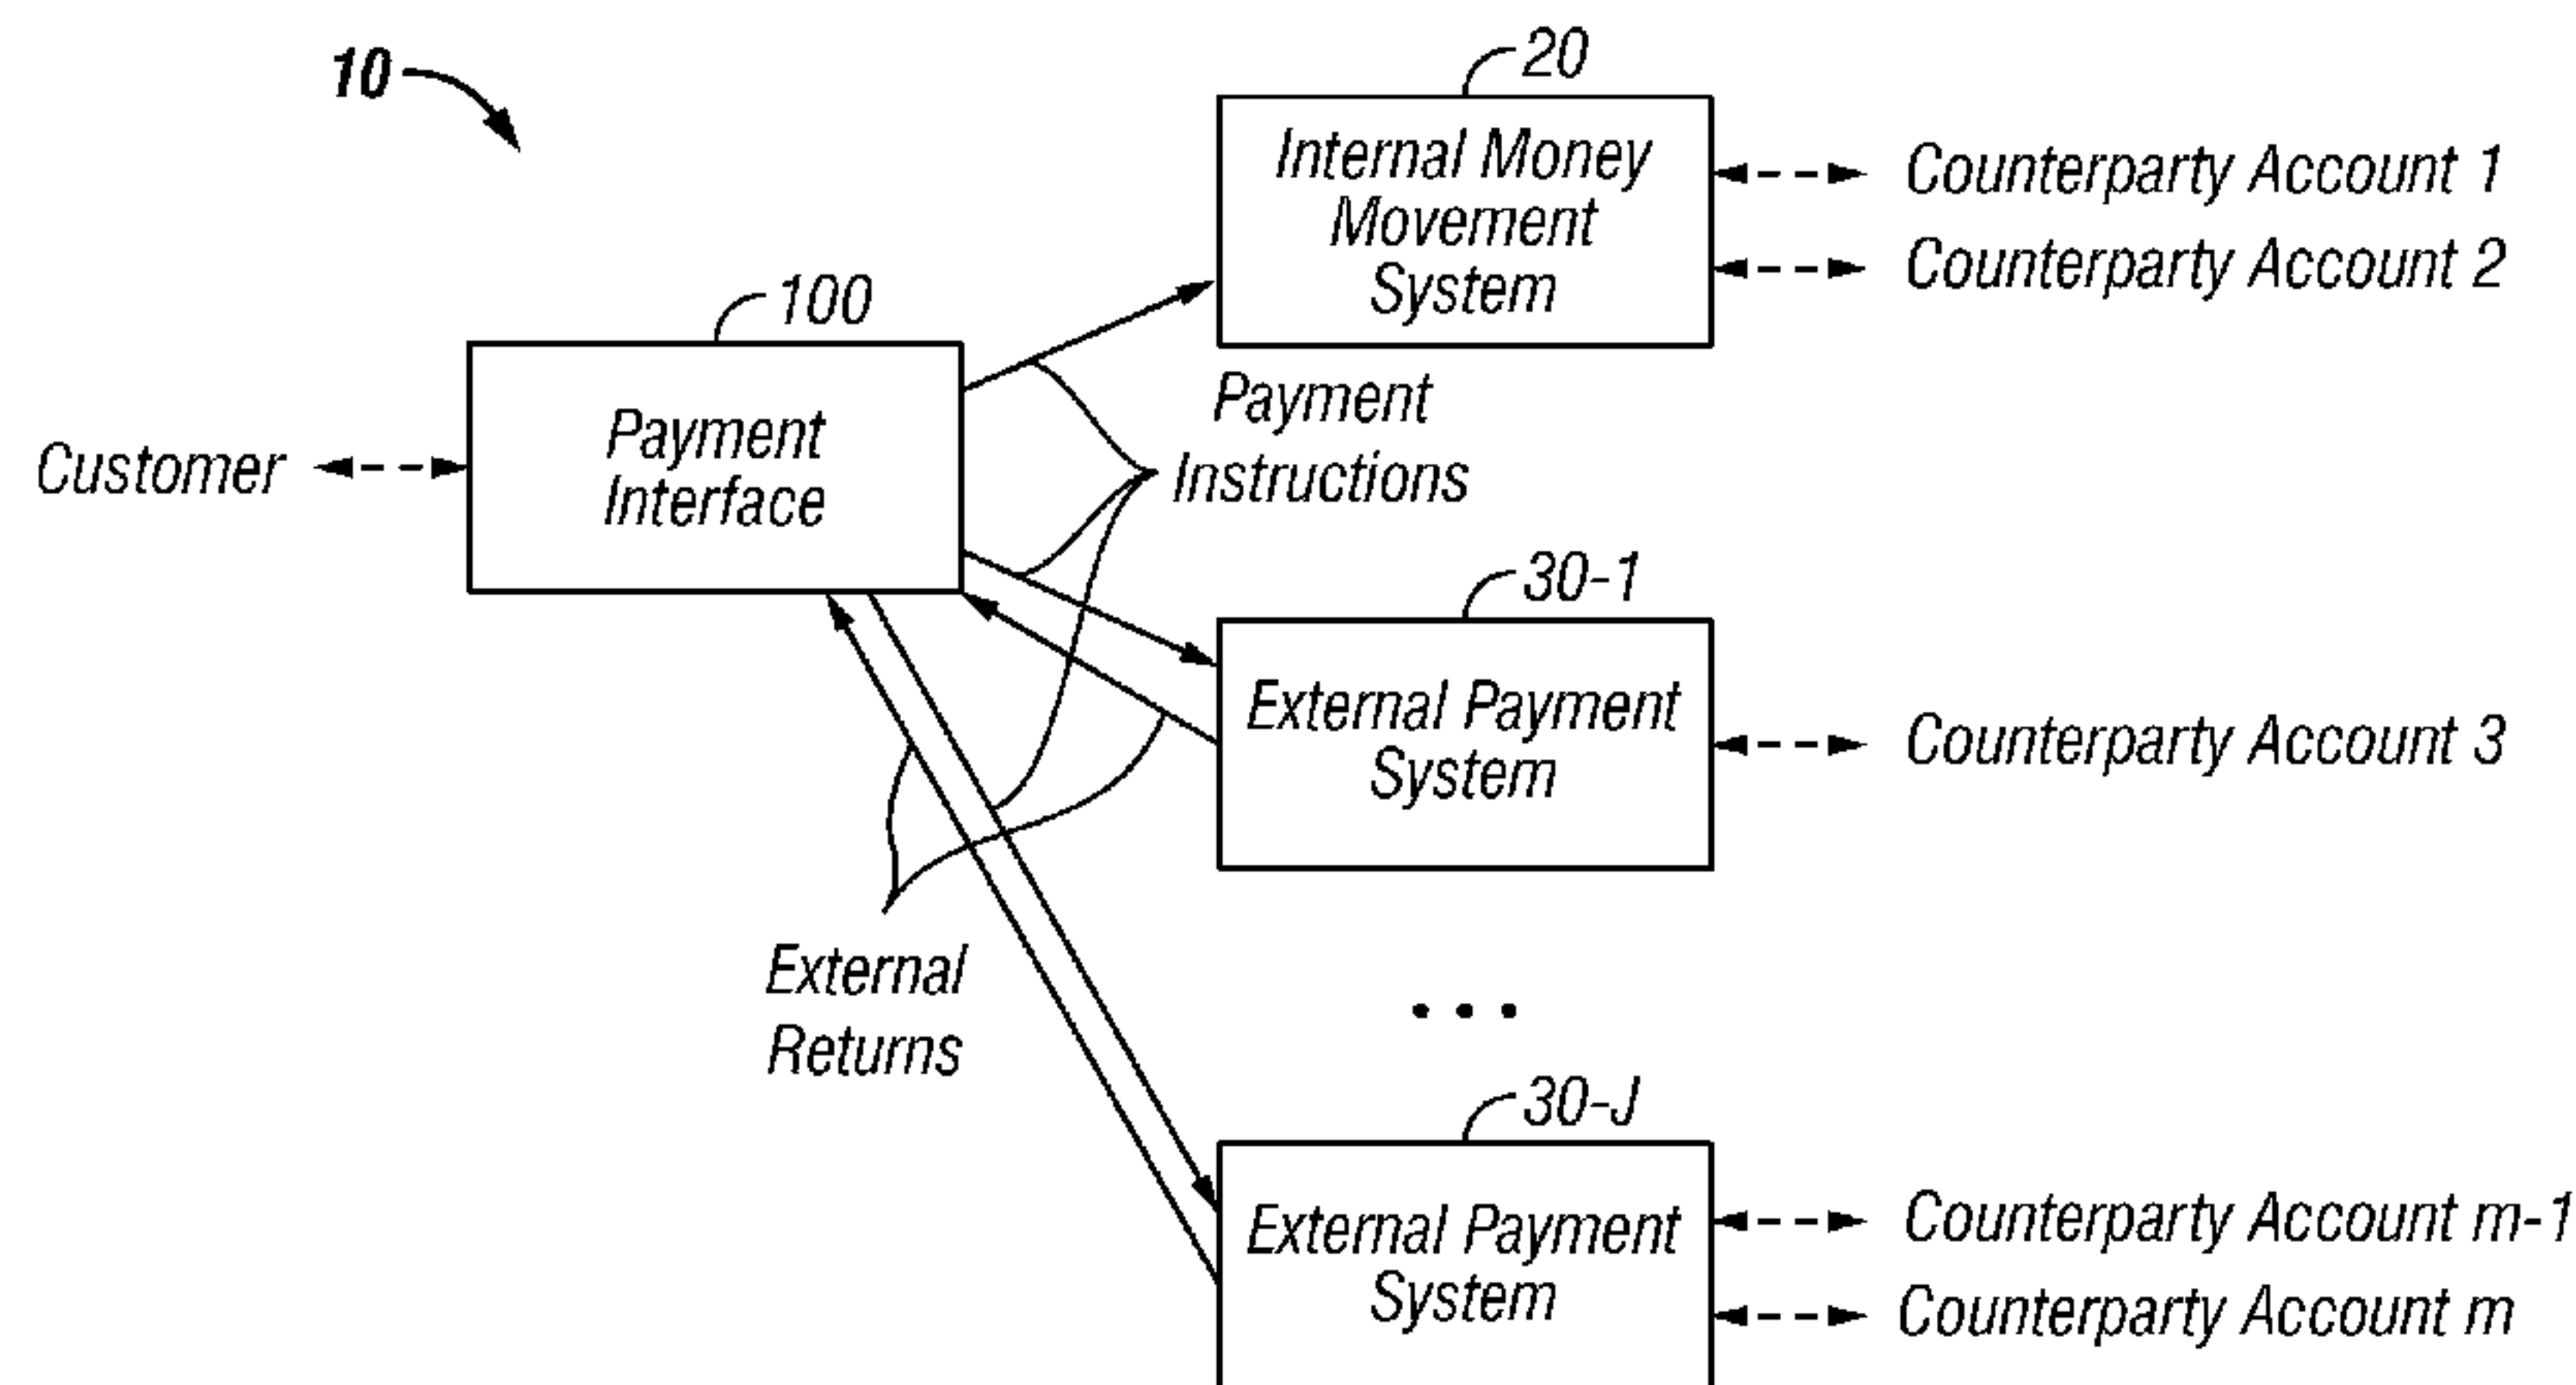 10
20
Internal Money
Movement
System
Counterparty Account 1
Counterparty Account 2
100
Payment
Interface
Customer
Payment
Instructions
30-1
External Payment
System
Counterparty Account 3
External
Returns
• • •
30-J
External Payment
System
Counterparty Account m-1
Counterparty Account m